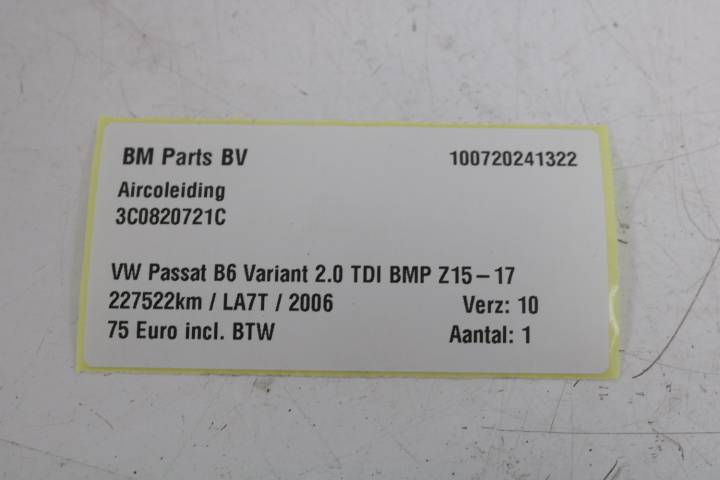 BM Parts BV 100720241322
Aircoleiding
3C0820721C
VW Passat B6 Variant 2.0 TDI BMP Z15-17
227522km / LA7T / 2006 Verz: 10
75 Euro incl. BTW Aantal: 1